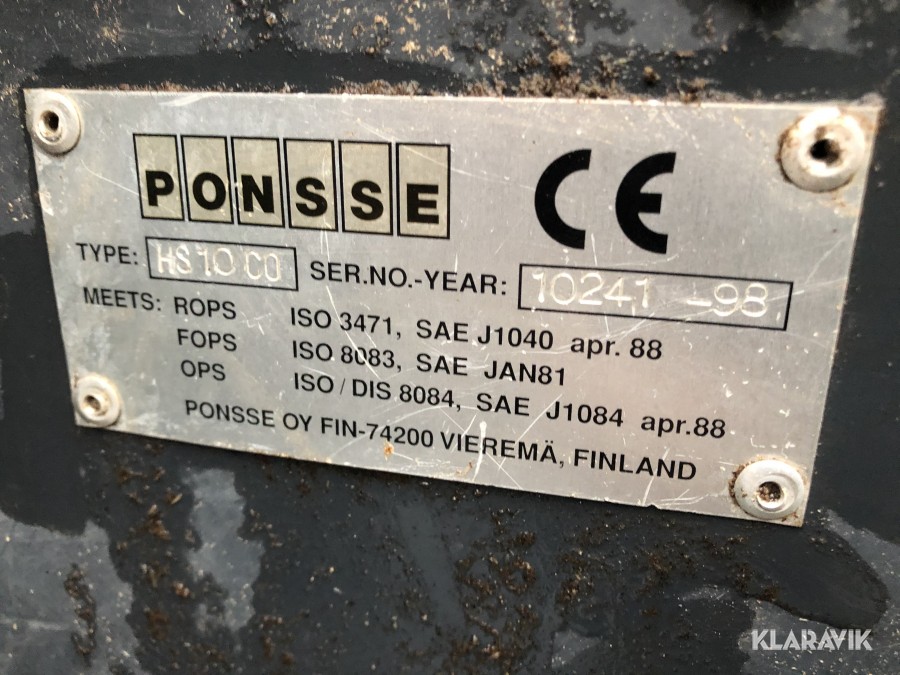 PONSSE CE
TYPE: HS10 CO SER.NO.-YEAR: 10241 -98
MEETS: ROPS ISO 3471, SAE J1040 apr. 88
FOPS ISO 8083, SAE JAN81
OPS ISO / DIS 8084, SAE J1084 apr.88
PONSSE OY FIN-74200 VIEREMÄ, FINLAND
KLARAVIK